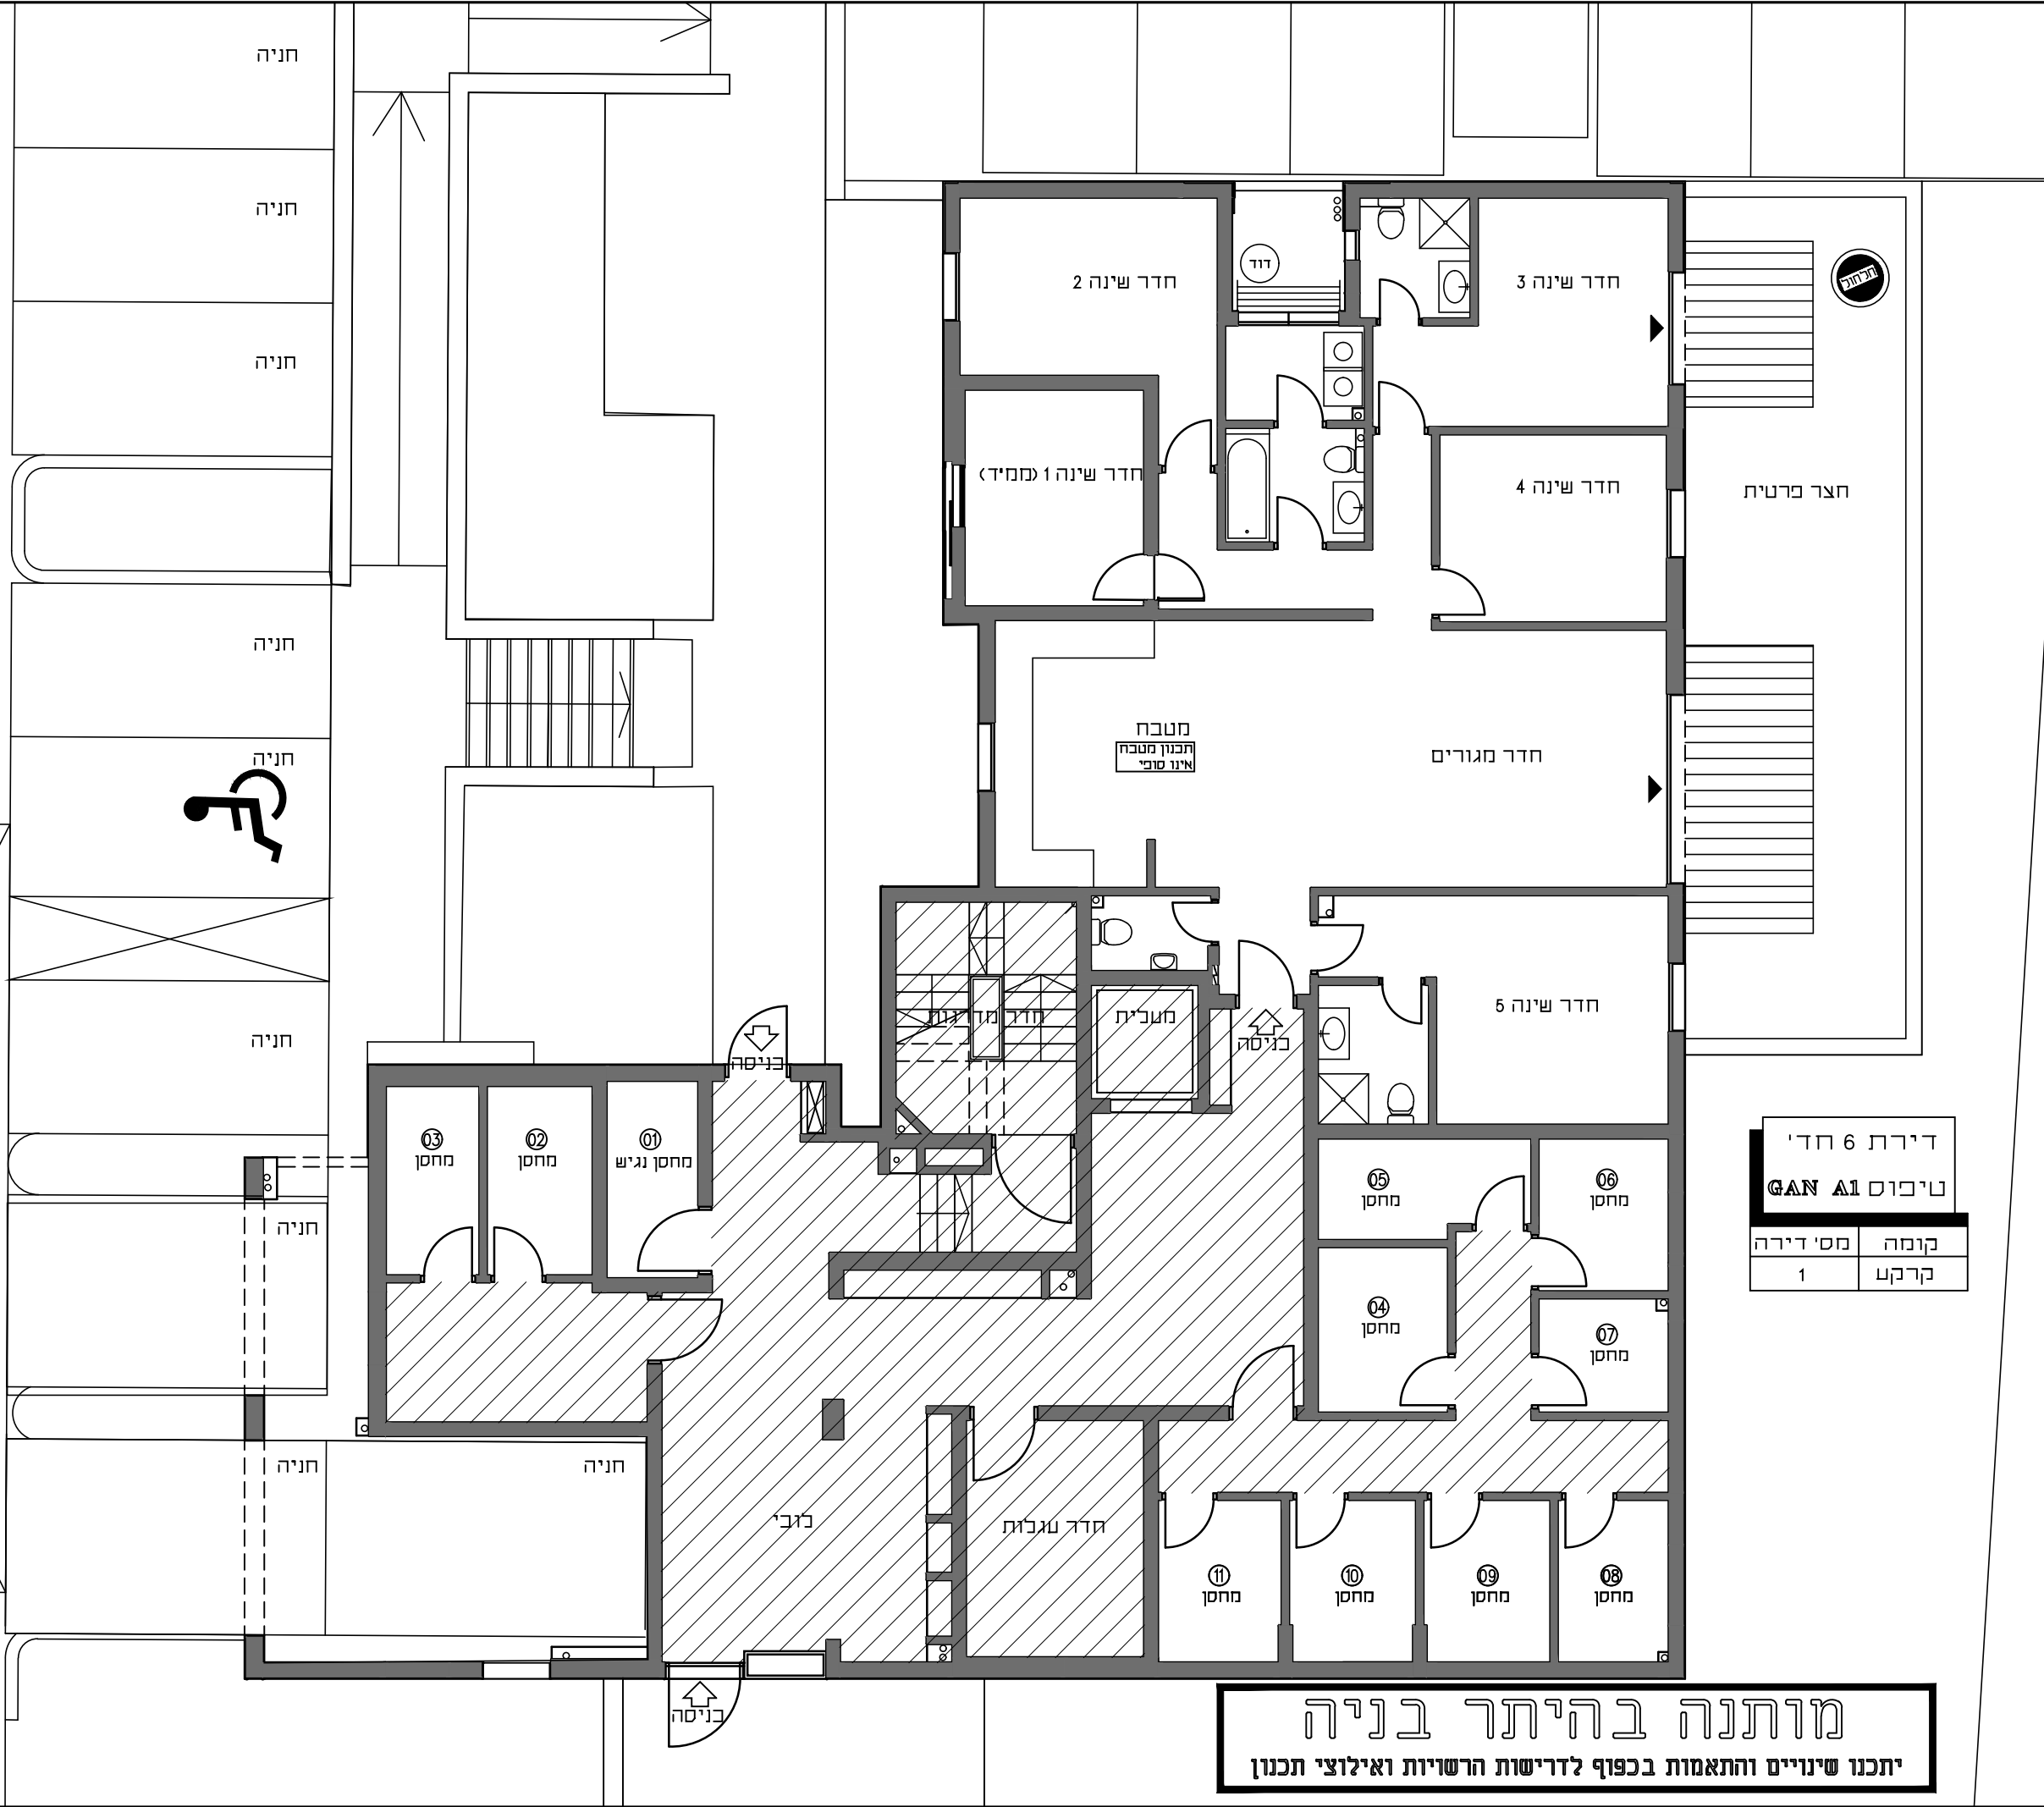 חניה
חניה
חניה
חניה
חניה
חניה
חניה
חניה
חניה
חדר שינה 2
דוד
חדר שינה 3
חלחול
חדר שינה 1 (ממ״ד)
חדר שינה 4
חצר פרטית
מטבח
תכנון מטבח
אינו סופי
חדר מגורים
חדר מדרגות
מעלית
כניסה
חדר שינה 5
כניסה
03
מחסן
02
מחסן
01
מחסן נגיש
05
מחסן
06
מחסן
04
מחסן
07
מחסן
לובי
חדר עגלות
11
מחסן
10
מחסן
09
מחסן
08
מחסן
כניסה
דירת 6 חד'
טיפוס GAN A1
קומה מס' דירה
קרקע 1
מותנה בהיתר בניה
יתכנו שינויים והתאמות בכפוף לדרישות הרשויות ואילוצי תכנון